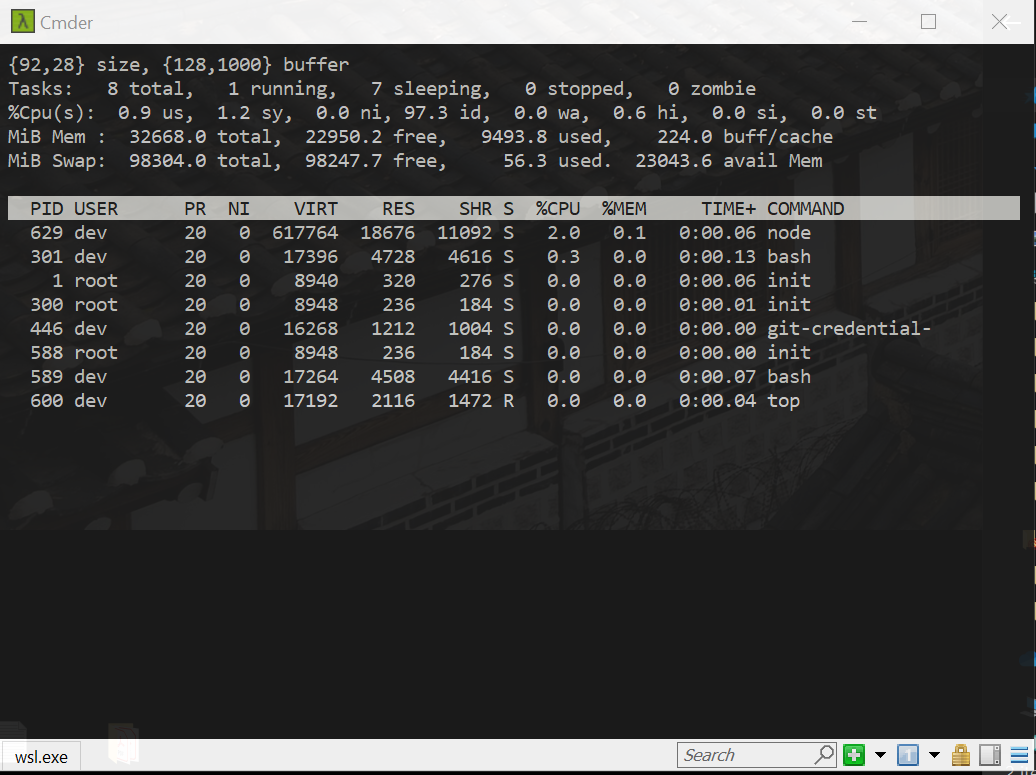 Cmder
{92,28} size, {128,1000} buffer
Tasks:   8 total,   1 running,   7 sleeping,   0 stopped,   0 zombie
%Cpu(s):  0.9 us,  1.2 sy,  0.0 ni, 97.3 id,  0.0 wa,  0.6 hi,  0.0 si,  0.0 st
MiB Mem :  32668.0 total,  22950.2 free,   9493.8 used,    224.0 buff/cache
MiB Swap:  98304.0 total,  98247.7 free,     56.3 used.  23043.6 avail Mem
  PID USER      PR  NI    VIRT    RES    SHR S  %CPU  %MEM     TIME+ COMMAND
  629 dev       20   0  617764  18676  11092 S   2.0   0.1   0:00.06 node
  301 dev       20   0   17396   4728   4616 S   0.3   0.0   0:00.13 bash
    1 root      20   0    8940    320    276 S   0.0   0.0   0:00.06 init
  300 root      20   0    8948    236    184 S   0.0   0.0   0:00.01 init
  446 dev       20   0   16268   1212   1004 S   0.0   0.0   0:00.00 git-credential-
  588 root      20   0    8948    236    184 S   0.0   0.0   0:00.00 init
  589 dev       20   0   17264   4508   4416 S   0.0   0.0   0:00.07 bash
  600 dev       20   0   17192   2116   1472 R   0.0   0.0   0:00.04 top
wsl.exe
Search
1